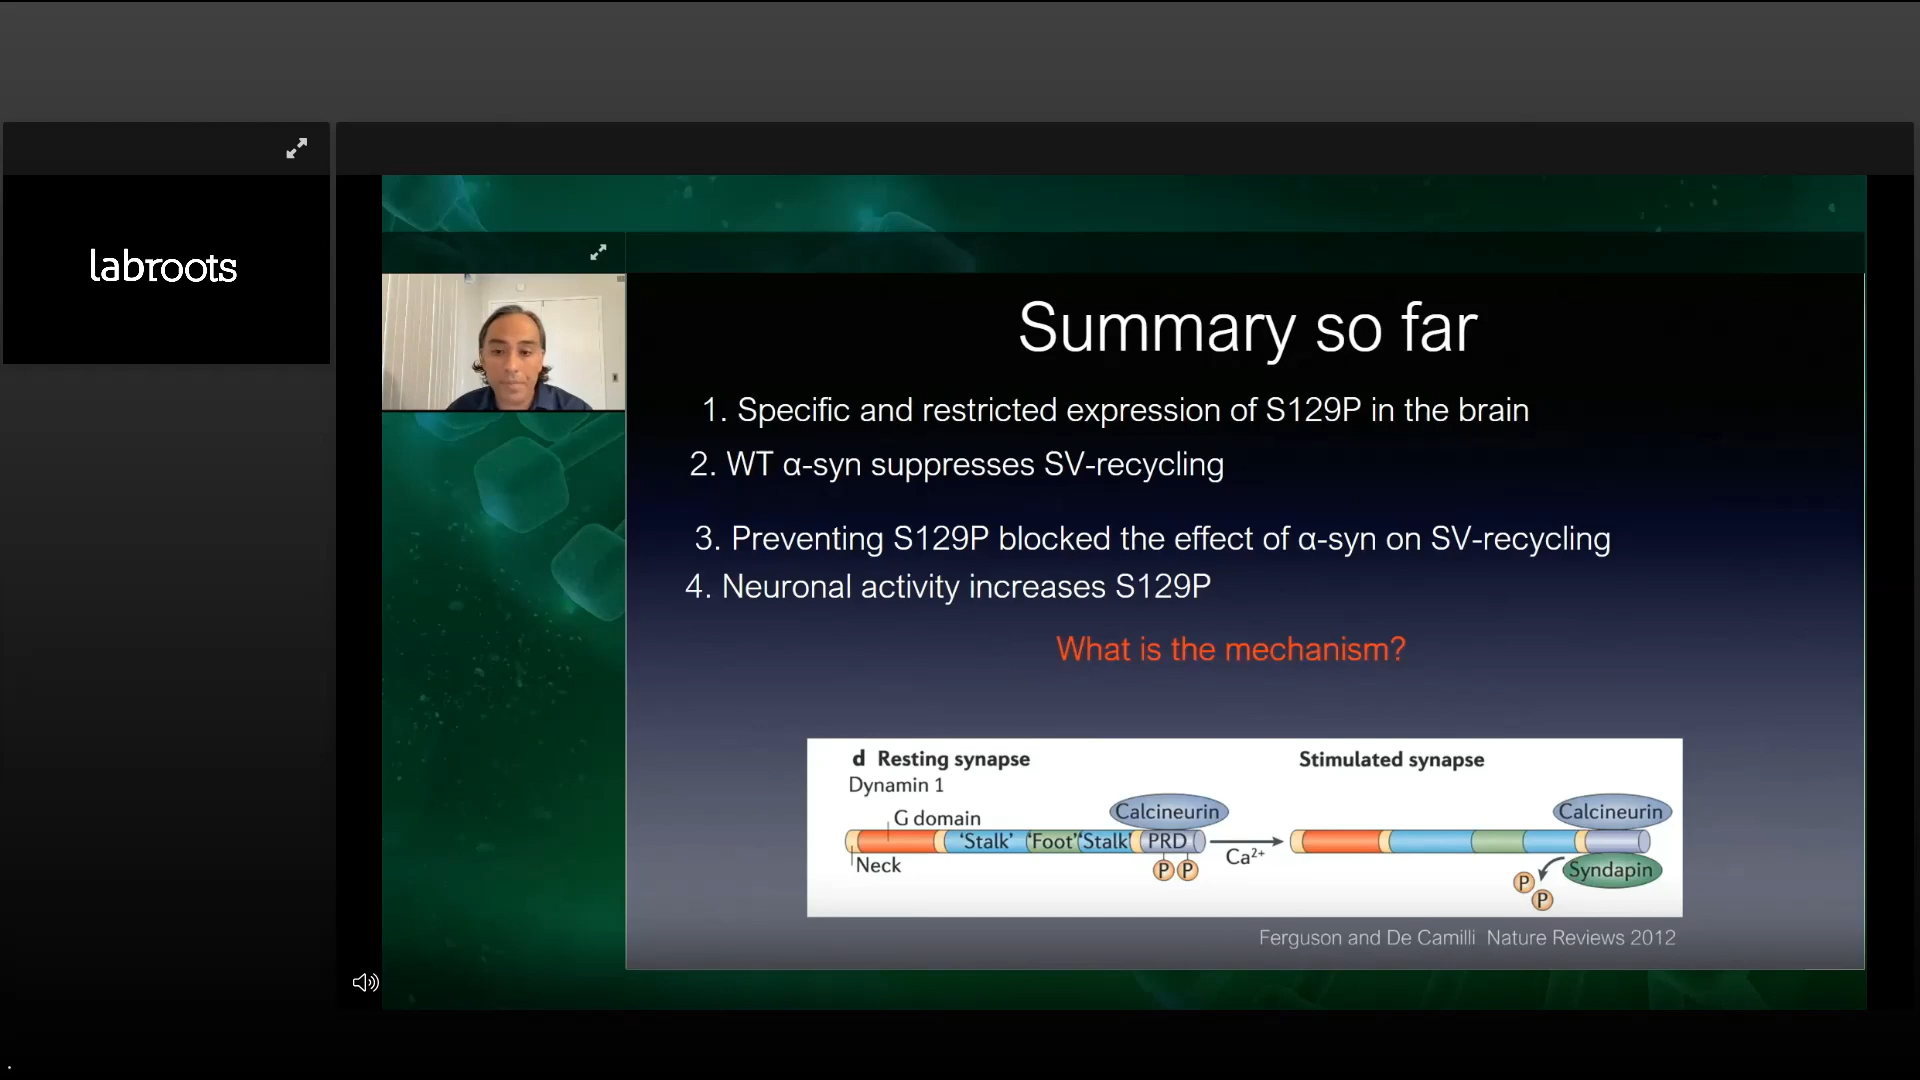 labroots
Summary so far
1. Specific and restricted expression of S129P in the brain
2. WT α-syn suppresses SV-recycling
3. Preventing S129P blocked the effect of α-syn on SV-recycling
4. Neuronal activity increases S129P
What is the mechanism?
d Resting synapse
Dynamin 1
G domain
Calcineurin
'Stalk' 'Foot' 'Stalk' PRD
Neck
P P
Ca²⁺
Stimulated synapse
Calcineurin
Syndapin
P
P
Ferguson and De Camilli Nature Reviews 2012